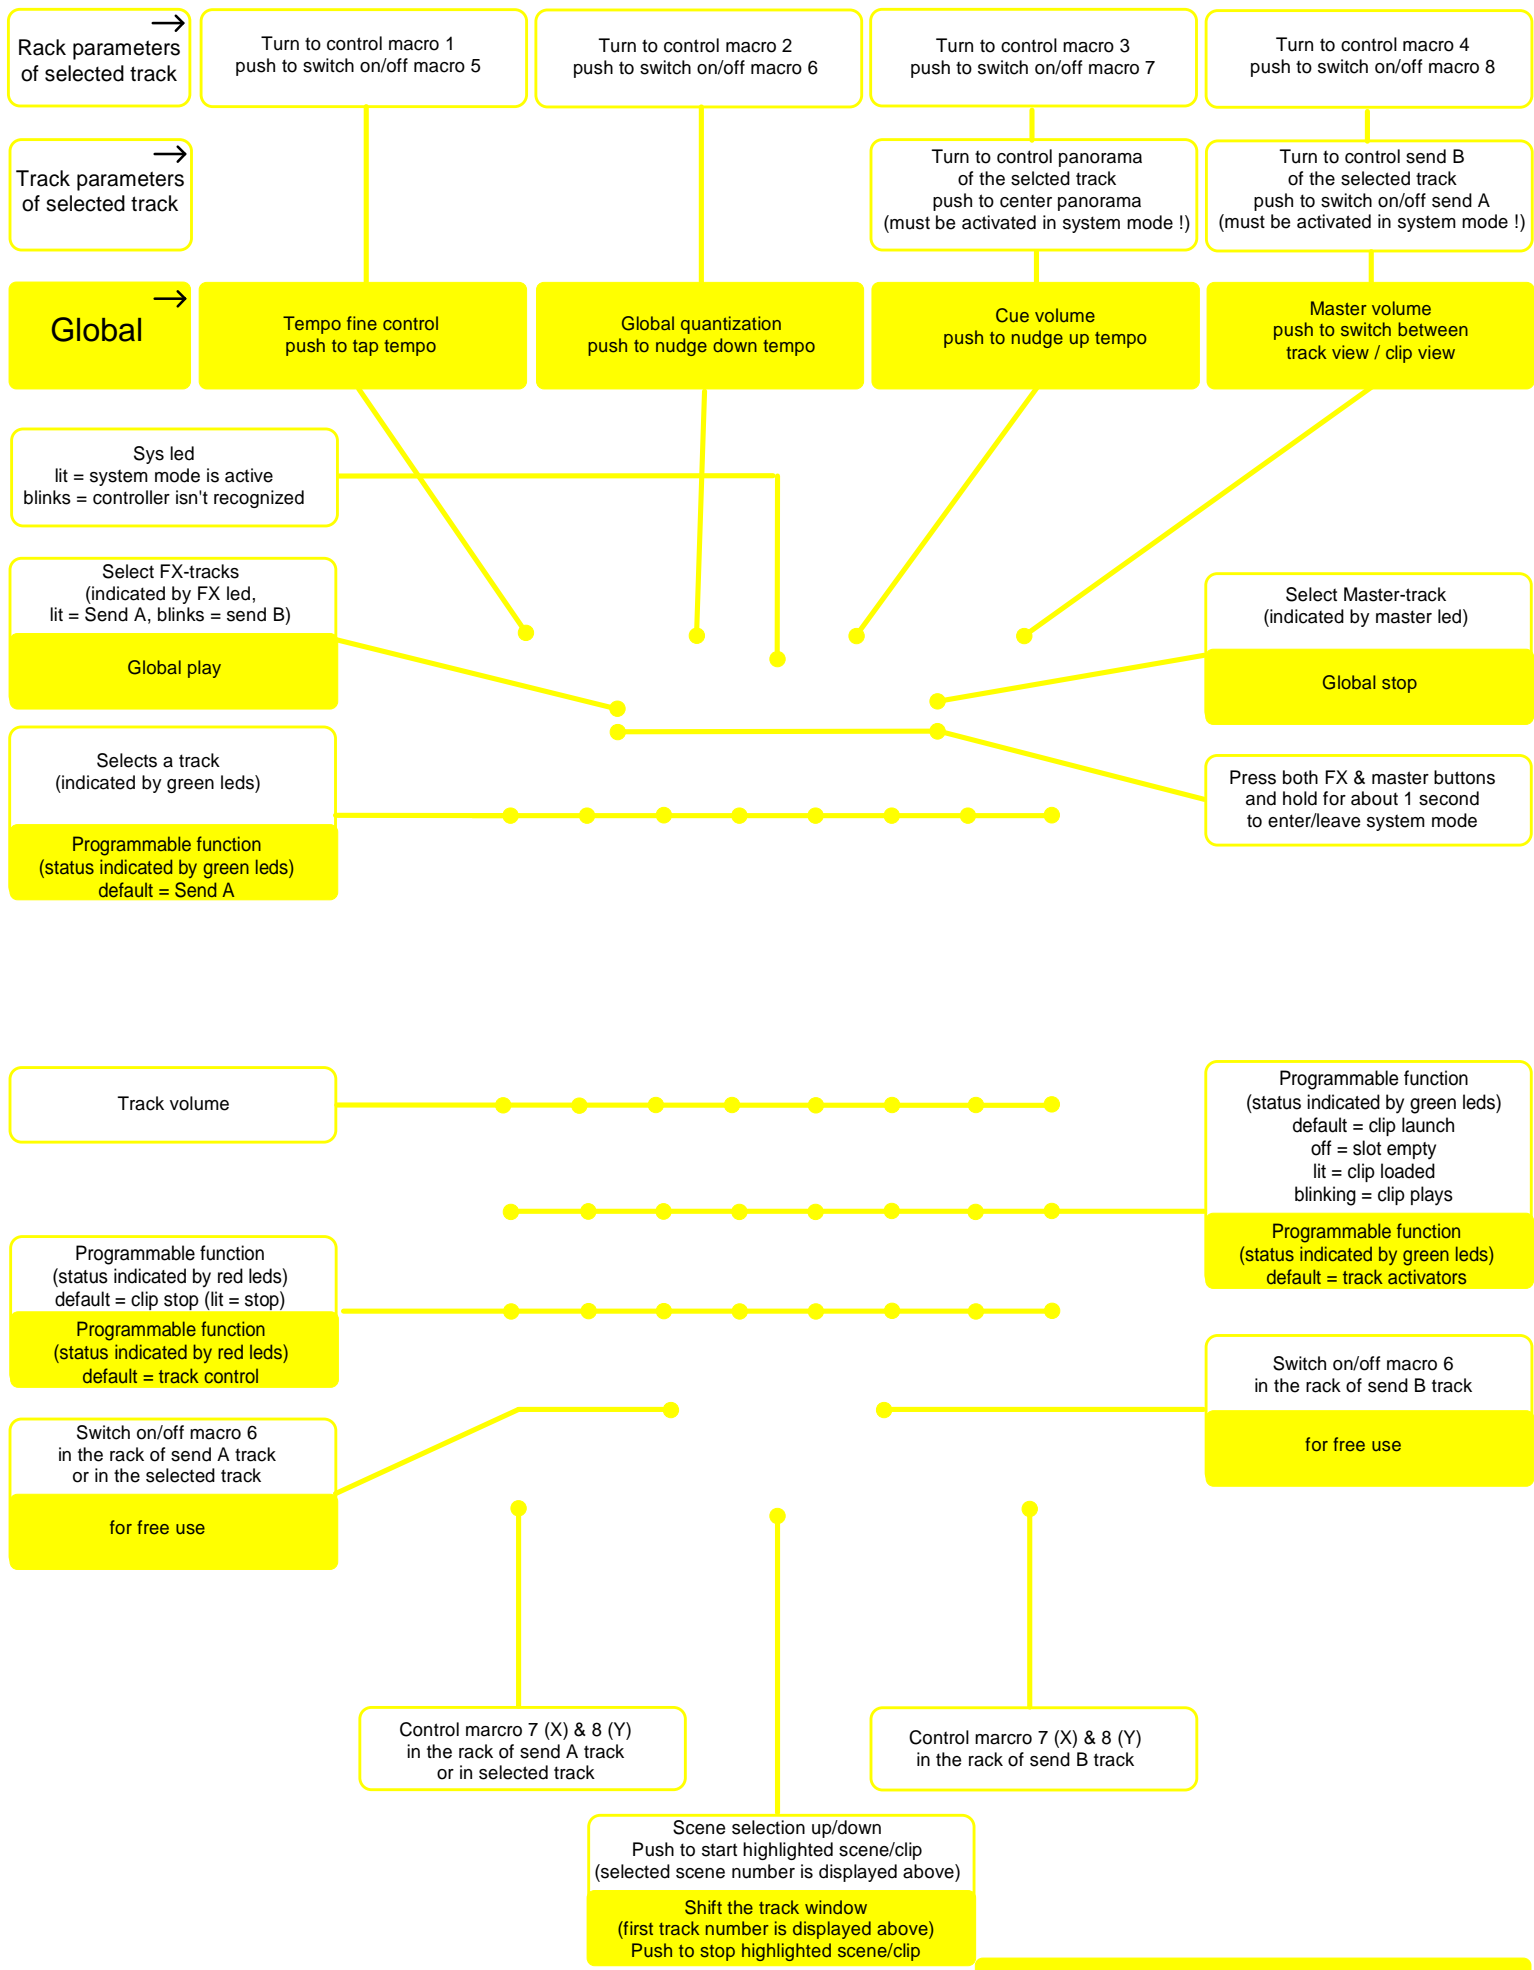 Rack parameters
of selected track
Turn to control macro 1
push to switch on/off macro 5
Turn to control macro 2
push to switch on/off macro 6
Turn to control macro 3
push to switch on/off macro 7
Turn to control macro 4
push to switch on/off macro 8
Track parameters
of selected track
Turn to control panorama
of the selcted track
push to center panorama
(must be activated in system mode !)
Turn to control send B
of the selected track
push to switch on/off send A
(must be activated in system mode !)
Global
Tempo fine control
push to tap tempo
Global quantization
push to nudge down tempo
Cue volume
push to nudge up tempo
Master volume
push to switch between
track view / clip view
Sys led
lit = system mode is active
blinks = controller isn't recognized
Select FX-tracks
(indicated by FX led,
lit = Send A, blinks = send B)
Global play
Select Master-track
(indicated by master led)
Global stop
Selects a track
(indicated by green leds)
Programmable function
(status indicated by green leds)
default = Send A
Press both FX & master buttons
and hold for about 1 second
to enter/leave system mode
Track volume
Programmable function
(status indicated by green leds)
default = clip launch
off = slot empty
lit = clip loaded
blinking = clip plays
Programmable function
(status indicated by green leds)
default = track activators
Programmable function
(status indicated by red leds)
default = clip stop (lit = stop)
Programmable function
(status indicated by red leds)
default = track control
Switch on/off macro 6
in the rack of send B track
for free use
Switch on/off macro 6
in the rack of send A track
or in the selected track
for free use
Control marcro 7 (X) & 8 (Y)
in the rack of send A track
or in selected track
Control marcro 7 (X) & 8 (Y)
in the rack of send B track
Scene selection up/down
Push to start highlighted scene/clip
(selected scene number is displayed above)
Shift the track window
(first track number is displayed above)
Push to stop highlighted scene/clip